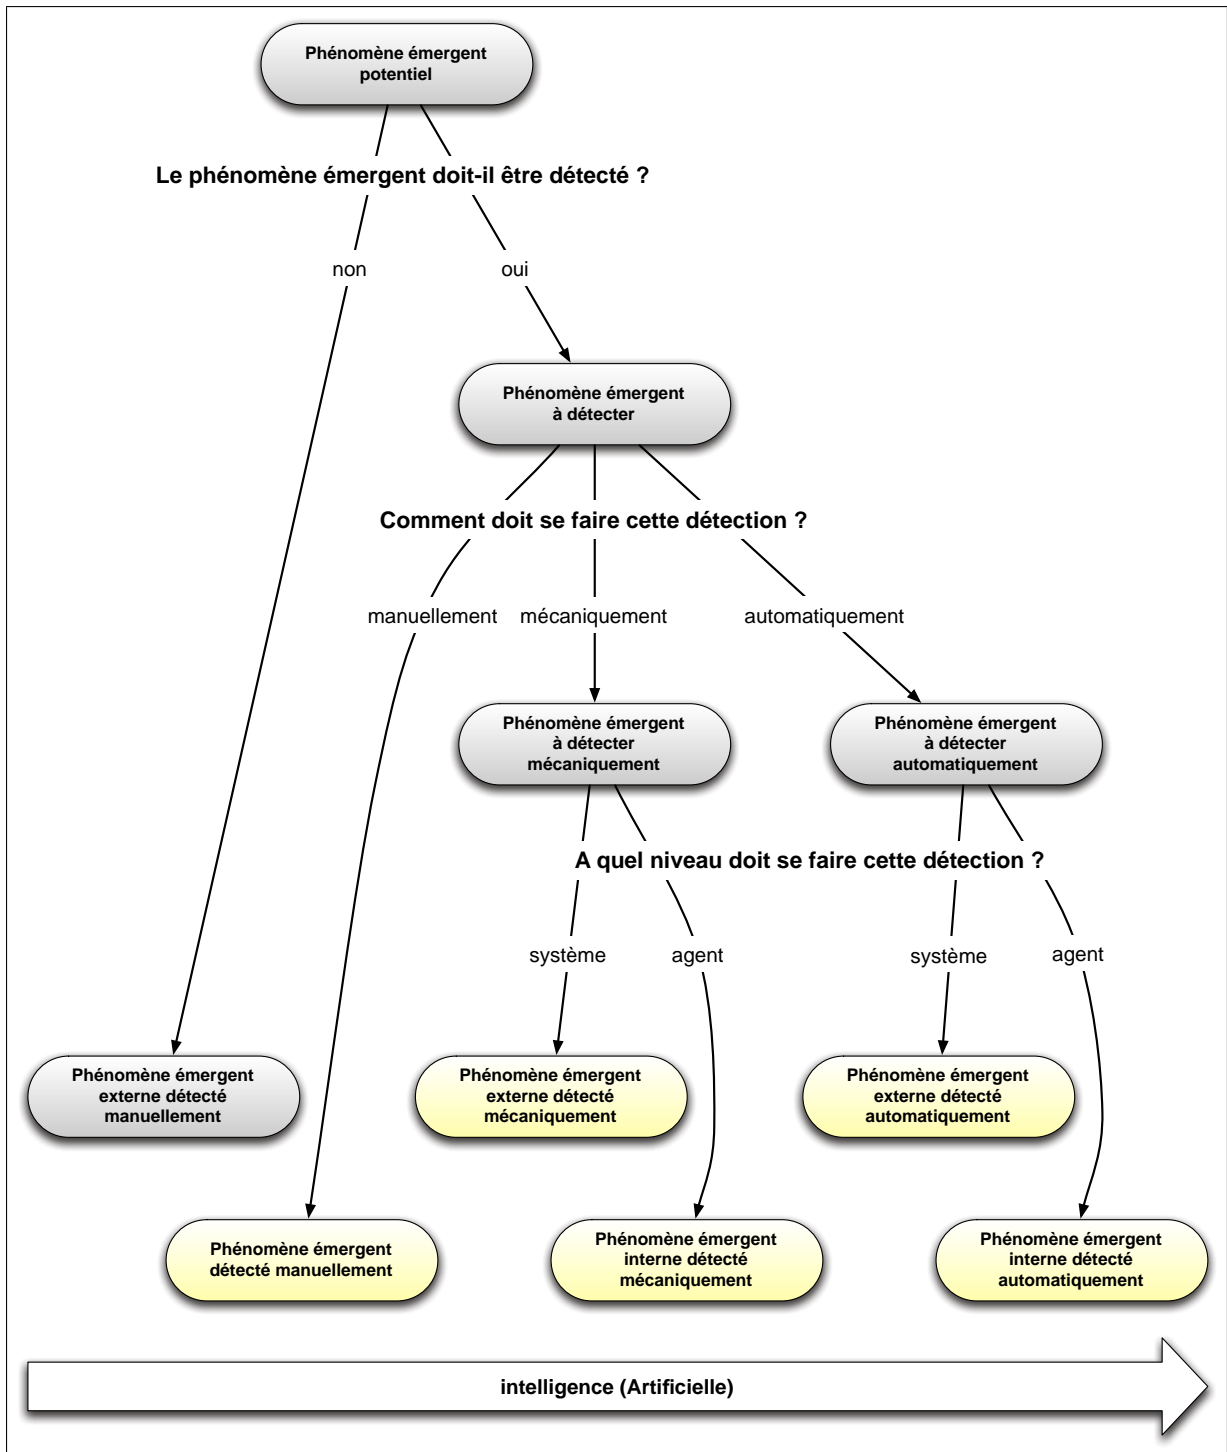 Phénomène émergent
potentiel
Le phénomène émergent doit-il être détecté ?
non
oui
Phénomène émergent
à détecter
Comment doit se faire cette détection ?
manuellement
mécaniquement
automatiquement
Phénomène émergent
à détecter
mécaniquement
Phénomène émergent
à détecter
automatiquement
A quel niveau doit se faire cette détection ?
système
agent
système
agent
Phénomène émergent
externe détecté
manuellement
Phénomène émergent
externe détecté
mécaniquement
Phénomène émergent
externe détecté
automatiquement
Phénomène émergent
détecté manuellement
Phénomène émergent
interne détecté
mécaniquement
Phénomène émergent
interne détecté
automatiquement
intelligence (Artificielle)